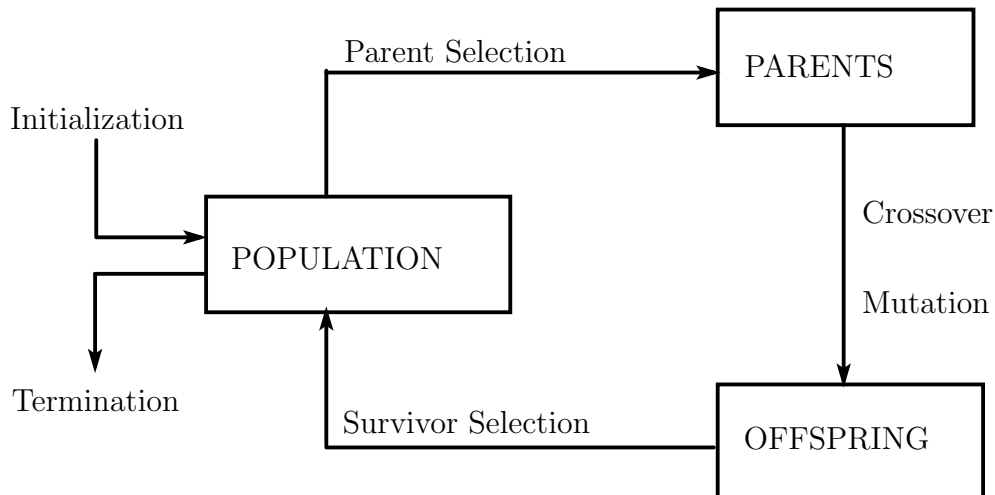 Parent Selection
PARENTS
Initialization
Crossover
POPULATION
Mutation
Termination
Survivor Selection
OFFSPRING